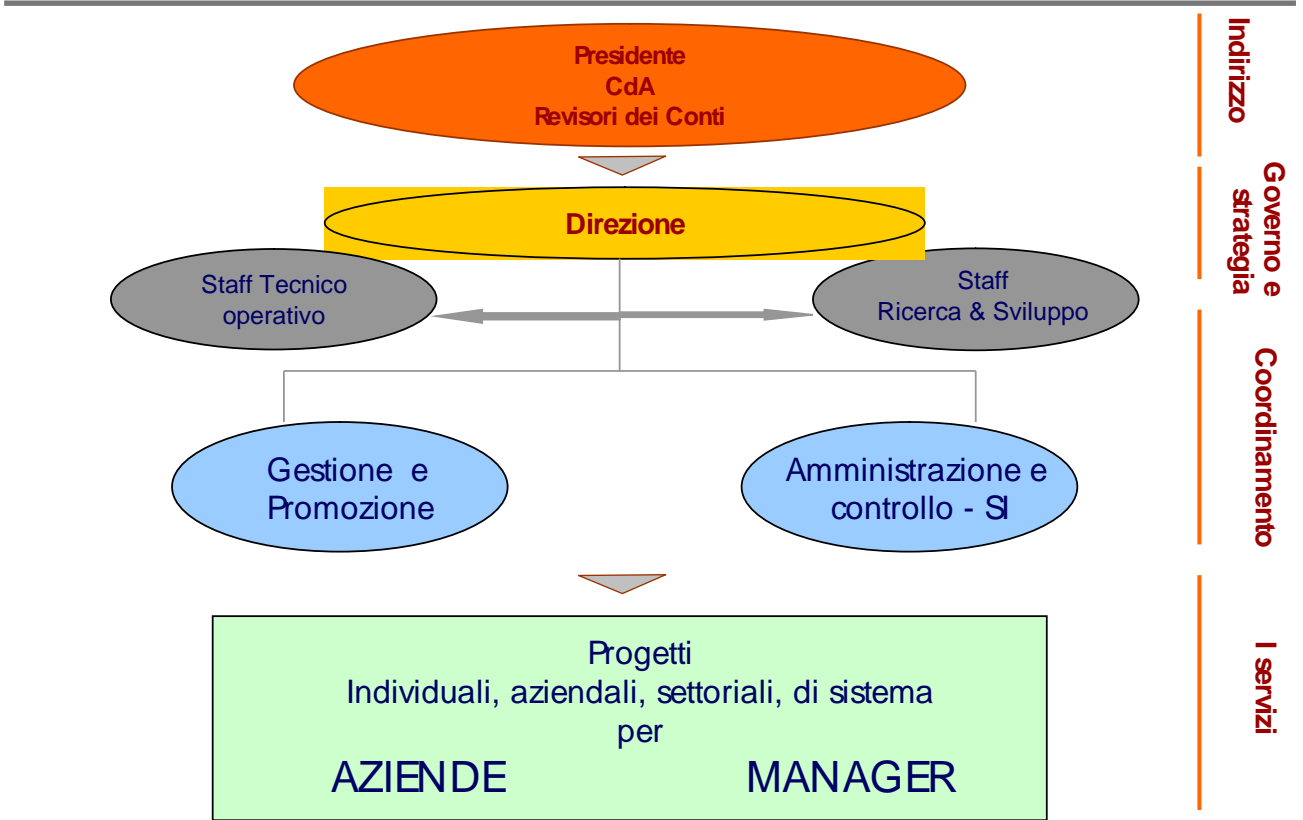 Presidente
CdA
Revisori dei Conti
Indirizzo
Direzione
Governo e
strategia
Staff Tecnico
operativo
Staff
Ricerca & Sviluppo
Coordinamento
Gestione e
Promozione
Amministrazione e
controllo - SI
Progetti
Individuali, aziendali, settoriali, di sistema
per
AZIENDE MANAGER
I servizi